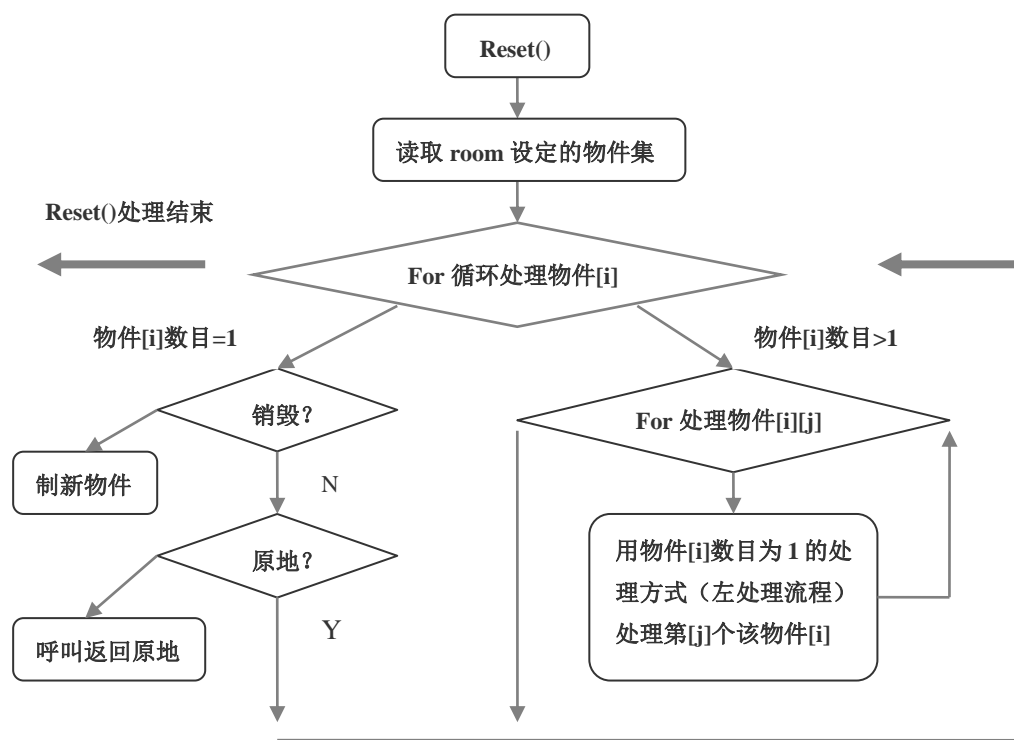 Reset()
读取 room 设定的物件集
Reset()处理结束
For 循环处理物件[i]
物件[i]数目=1
物件[i]数目>1
销毁？
For 处理物件[i][j]
制新物件
N
原地？
用物件[i]数目为 1 的处
理方式（左处理流程）
处理第[j]个该物件[i]
呼叫返回原地
Y